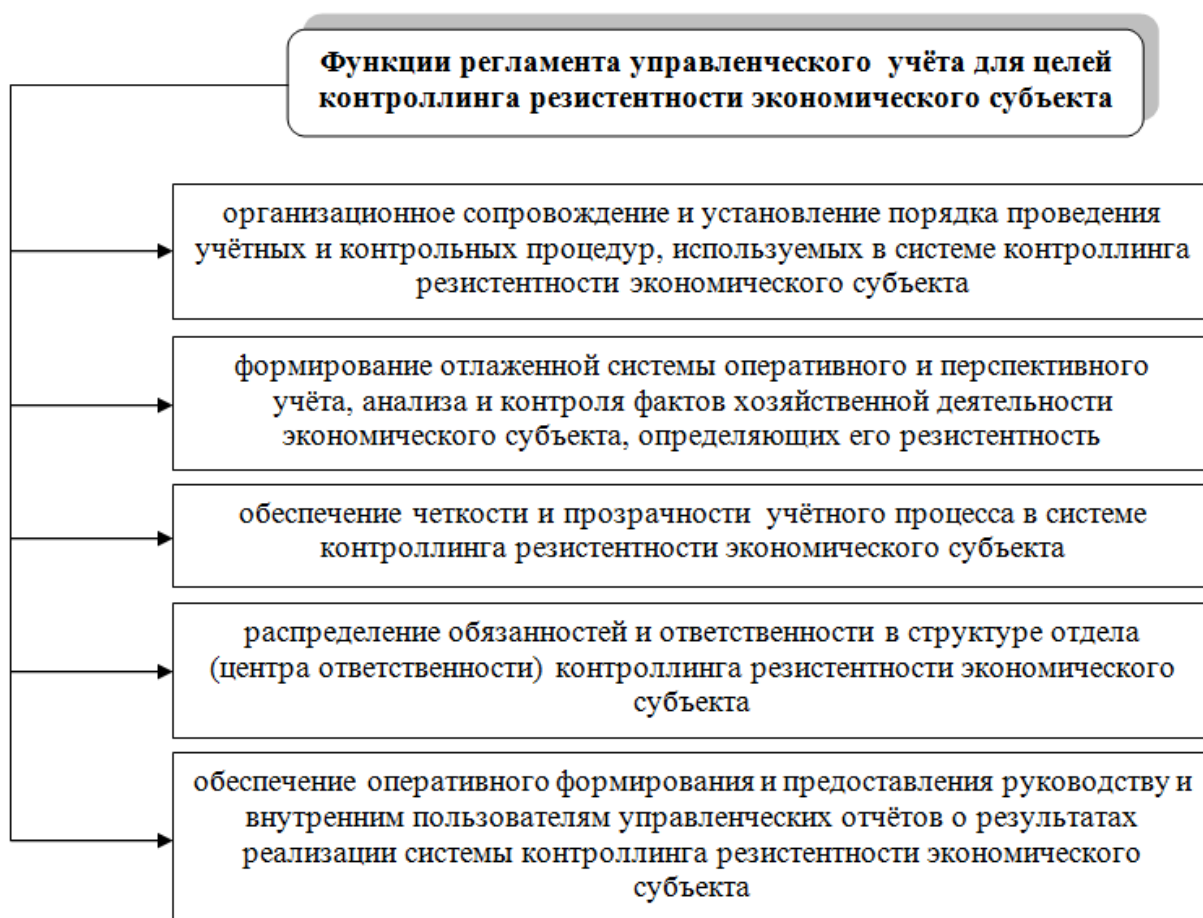 Функции регламента управленческого учёта для целей
контроллинга резистентности экономического субъекта
организационное сопровождение и установление порядка проведения
учётных и контрольных процедур, используемых в системе контроллинга
резистентности экономического субъекта
формирование отлаженной системы оперативного и перспективного
учёта, анализа и контроля фактов хозяйственной деятельности
экономического субъекта, определяющих его резистентность
обеспечение четкости и прозрачности учётного процесса в системе
контроллинга резистентности экономического субъекта
распределение обязанностей и ответственности в структуре отдела
(центра ответственности) контроллинга резистентности экономического
субъекта
обеспечение оперативного формирования и предоставления руководству и
внутренним пользователям управленческих отчётов о результатах
реализации системы контроллинга резистентности экономического
субъекта